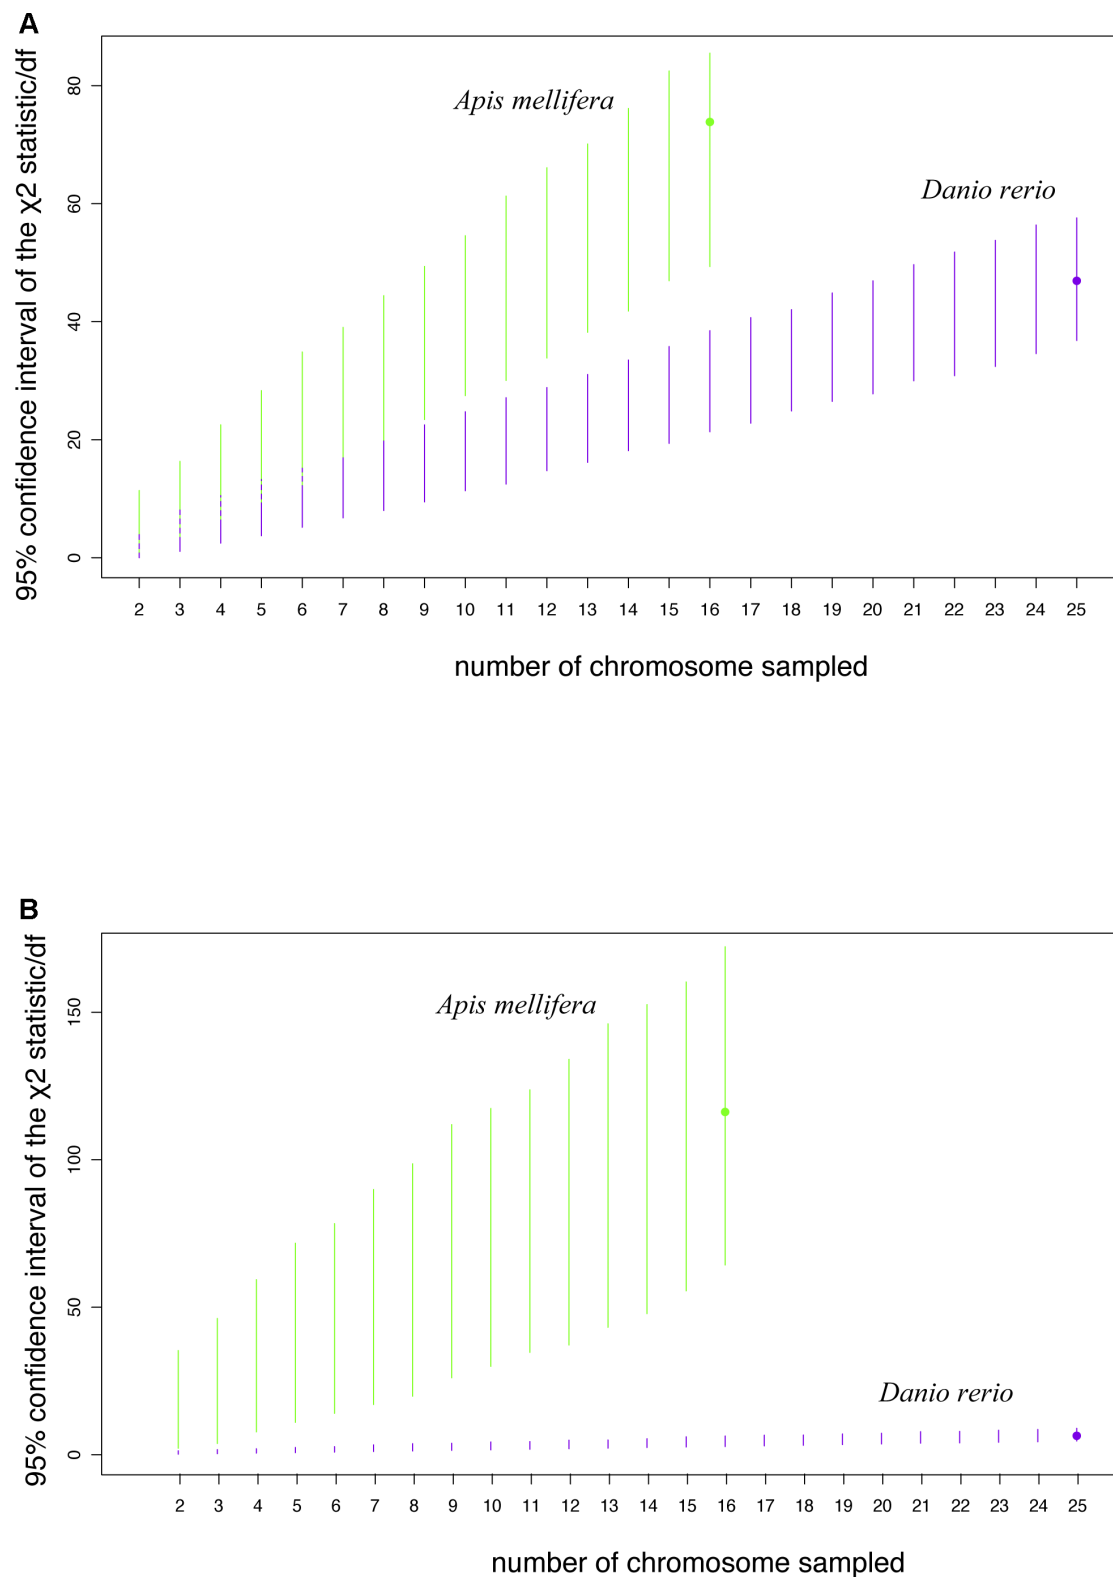 A
95% confidence interval of the χ2 statistic/df
80
60
40
20
0
Apis mellifera
Danio rerio
2 3 4 5 6 7 8 9 10 11 12 13 14 15 16 17 18 19 20 21 22 23 24 25
number of chromosome sampled
B
95% confidence interval of the χ2 statistic/df
150
100
50
0
Apis mellifera
Danio rerio
2 3 4 5 6 7 8 9 10 11 12 13 14 15 16 17 18 19 20 21 22 23 24 25
number of chromosome sampled